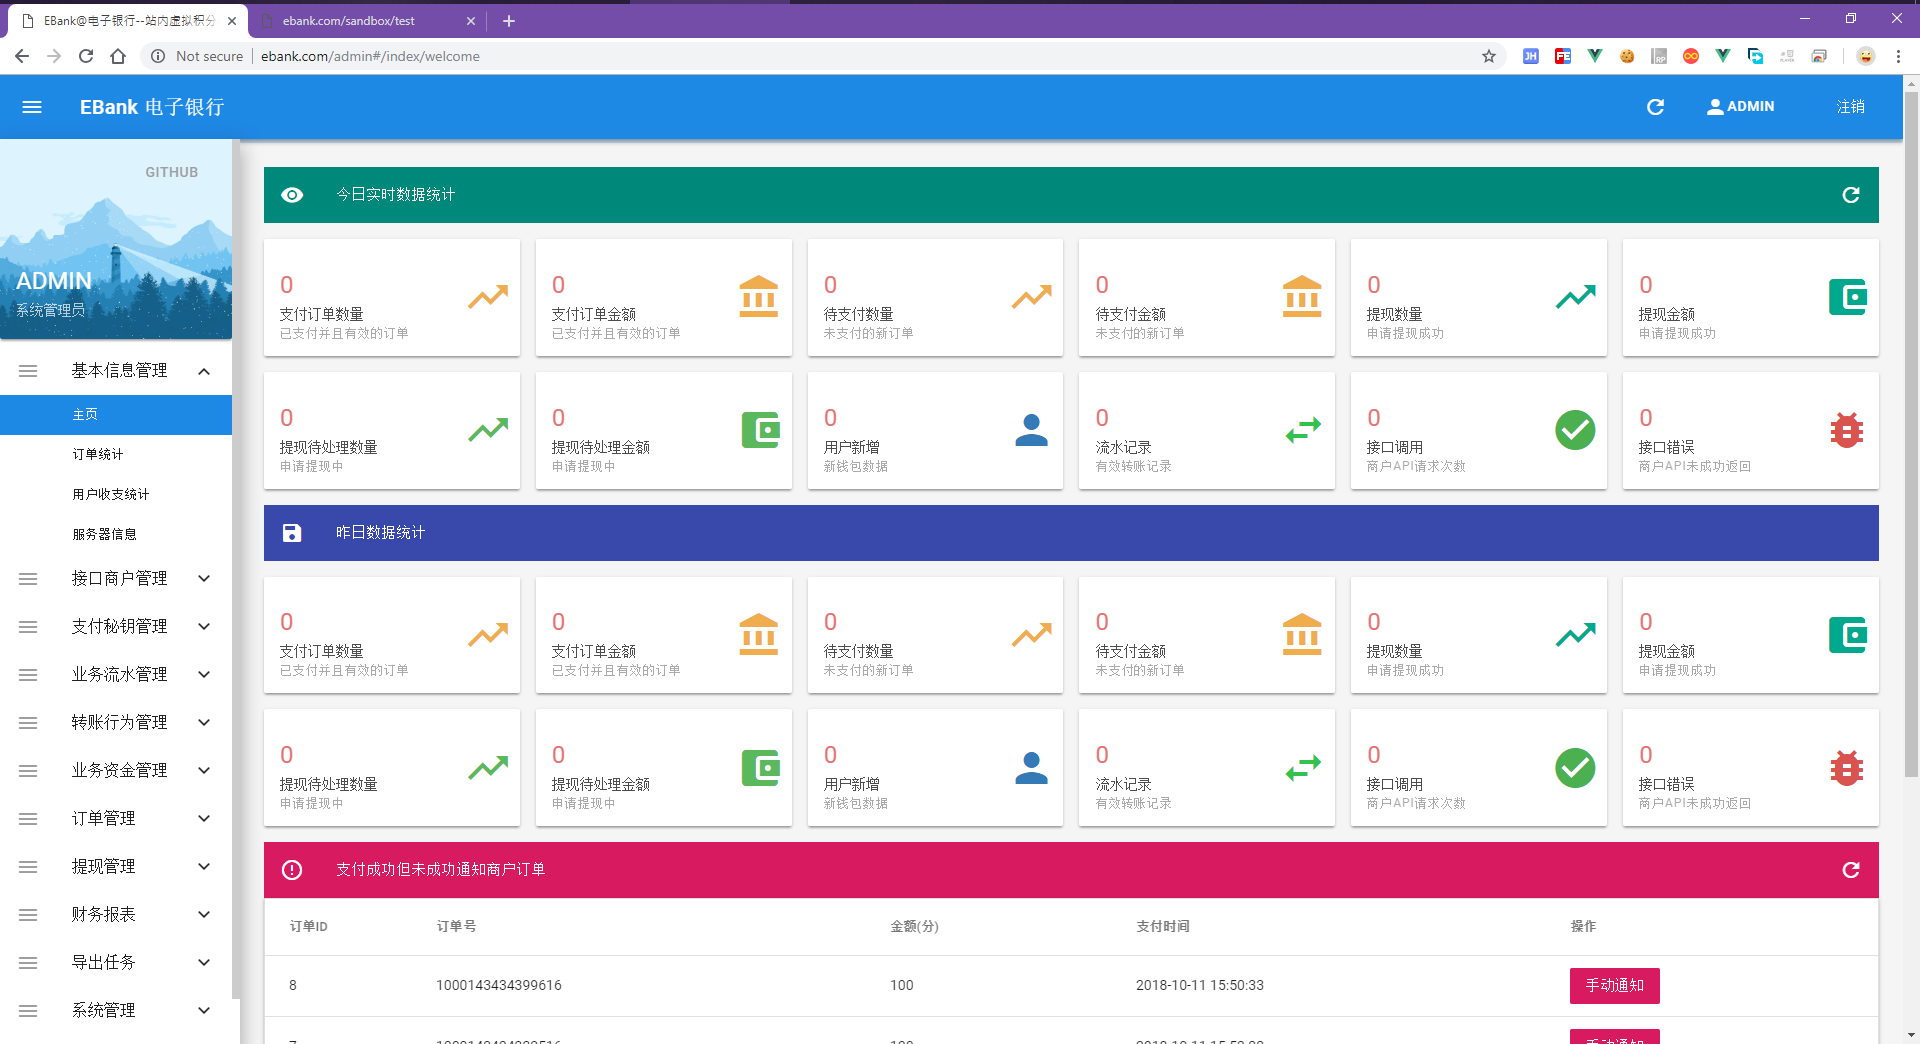 EBank@电子银行--站内虚拟积分
ebank.com/sandbox/test
Not secure
ebank.com/admin#/index/welcome
EBank 电子银行
ADMIN
注销
GITHUB
ADMIN
系统管理员
基本信息管理
主页
订单统计
用户收支统计
服务器信息
接口商户管理
支付秘钥管理
业务流水管理
转账行为管理
业务资金管理
订单管理
提现管理
财务报表
导出任务
系统管理
今日实时数据统计
0
支付订单数量
已支付并且有效的订单
0
支付订单金额
已支付并且有效的订单
0
待支付数量
未支付的新订单
0
待支付金额
未支付的新订单
0
提现数量
申请提现成功
0
提现金额
申请提现成功
0
提现待处理数量
申请提现中
0
提现待处理金额
申请提现中
0
用户新增
新钱包数据
0
流水记录
有效转账记录
0
接口调用
商户API请求次数
0
接口错误
商户API未成功返回
昨日数据统计
0
支付订单数量
已支付并且有效的订单
0
支付订单金额
已支付并且有效的订单
0
待支付数量
未支付的新订单
0
待支付金额
未支付的新订单
0
提现数量
申请提现成功
0
提现金额
申请提现成功
0
提现待处理数量
申请提现中
0
提现待处理金额
申请提现中
0
用户新增
新钱包数据
0
流水记录
有效转账记录
0
接口调用
商户API请求次数
0
接口错误
商户API未成功返回
支付成功但未成功通知商户订单
订单ID 订单号 金额(分) 支付时间 操作
8 1000143434399616 100 2018-10-11 15:50:33 手动通知